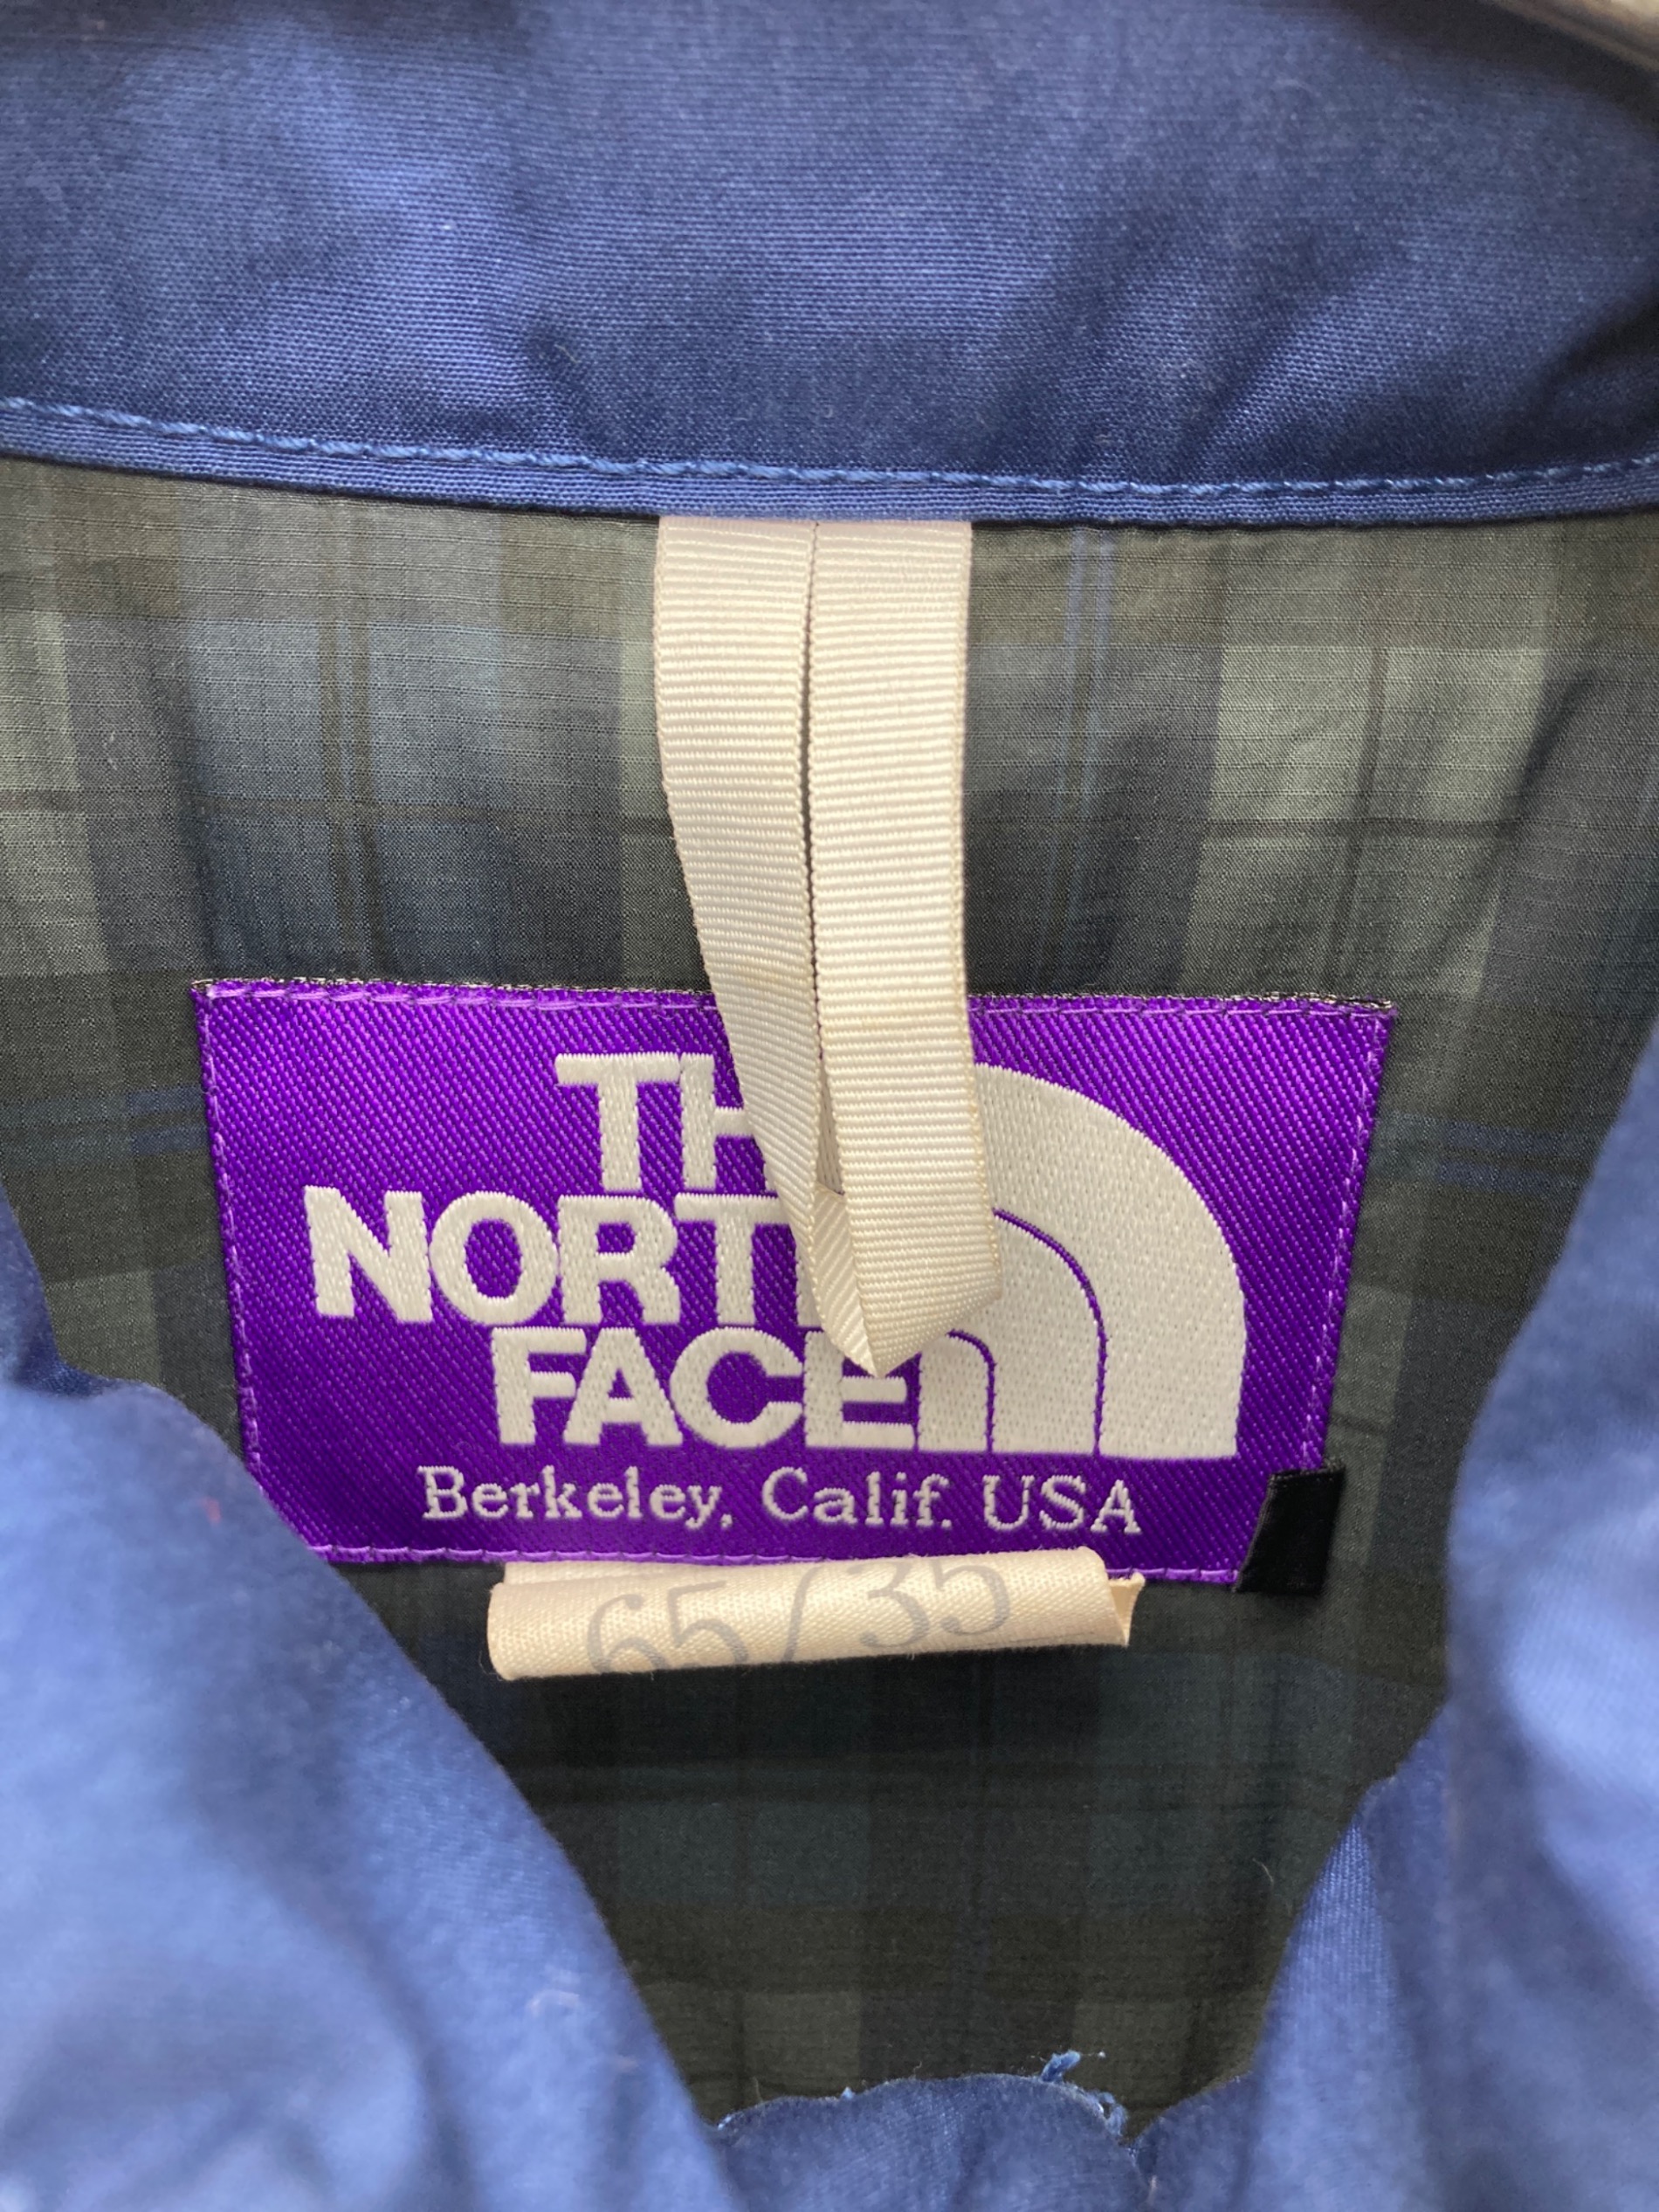 THE
NORTH
FACE
Berkeley, Calif. USA
65/35